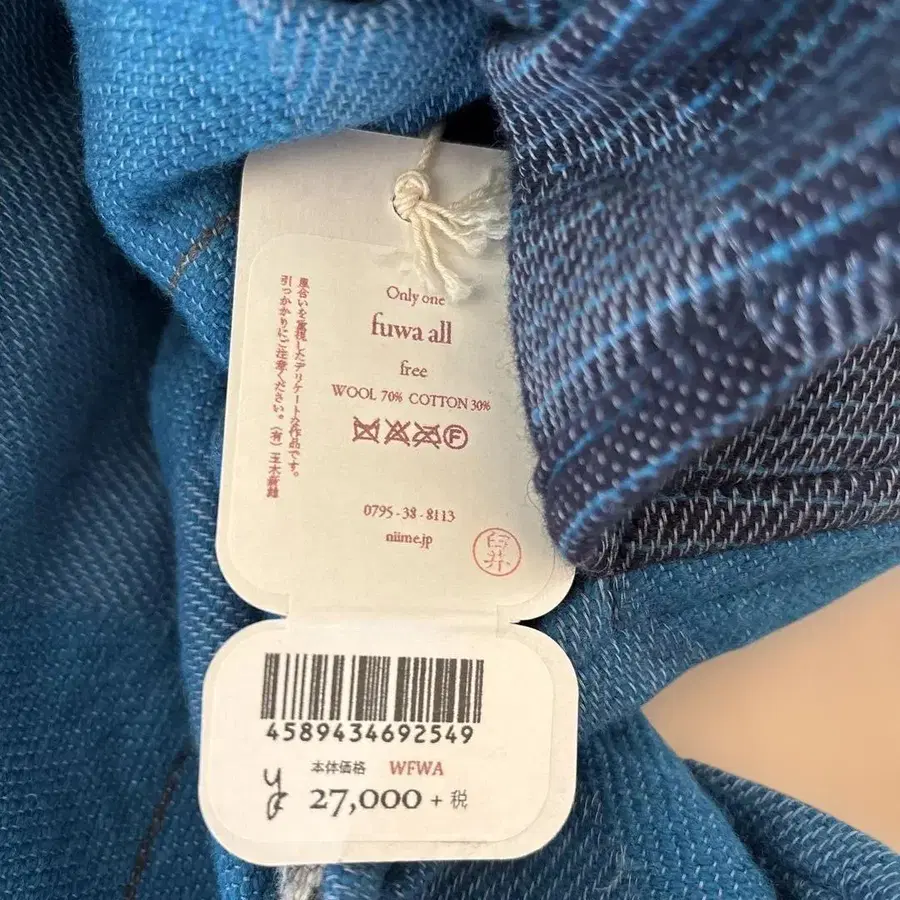 Only one
fuwa all
free
WOOL 70% COTTON 30%
F
風合いを重視したデリケートな作品です。
引っかかりにご注意ください。(有)玉木新雌
0795-38-8113
niime.jp
臼井
4589434692549
本体価格 WFWA
y 27,000 + 税